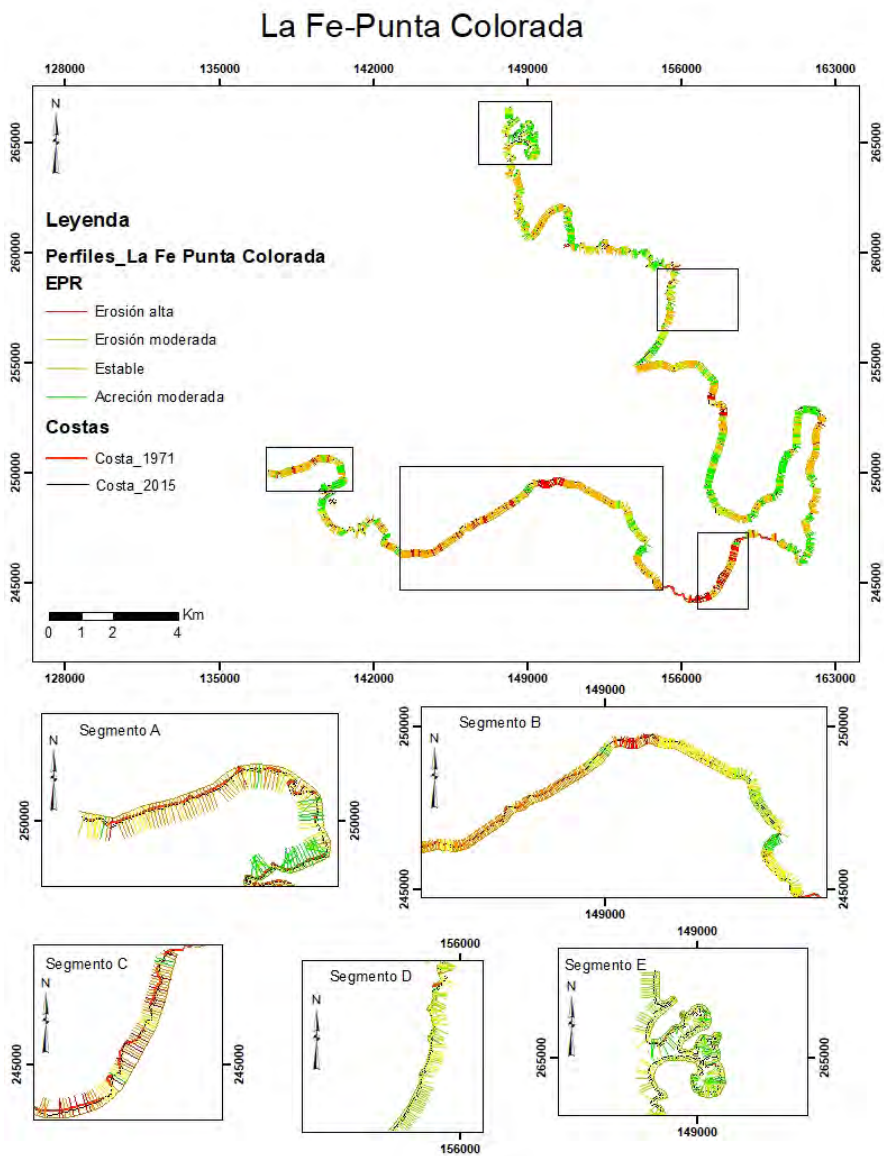 La Fe-Punta Colorada
128000 135000 142000 149000 156000 163000
N
265000 265000
260000 260000
255000 255000
250000 250000
245000 245000
Leyenda
Perfiles_La Fe Punta Colorada
EPR
Erosión alta
Erosión moderada
Estable
Acreción moderada
Costas
Costa_1971
Costa_2015
Km
0 1 2 4
128000 135000 142000 149000 156000 163000
Segmento A
N
250000 250000
149000
Segmento B
N
250000 250000
245000 245000
149000
Segmento C
N
245000 245000
156000
Segmento D
N
156000
149000
Segmento E
N
265000 265000
149000